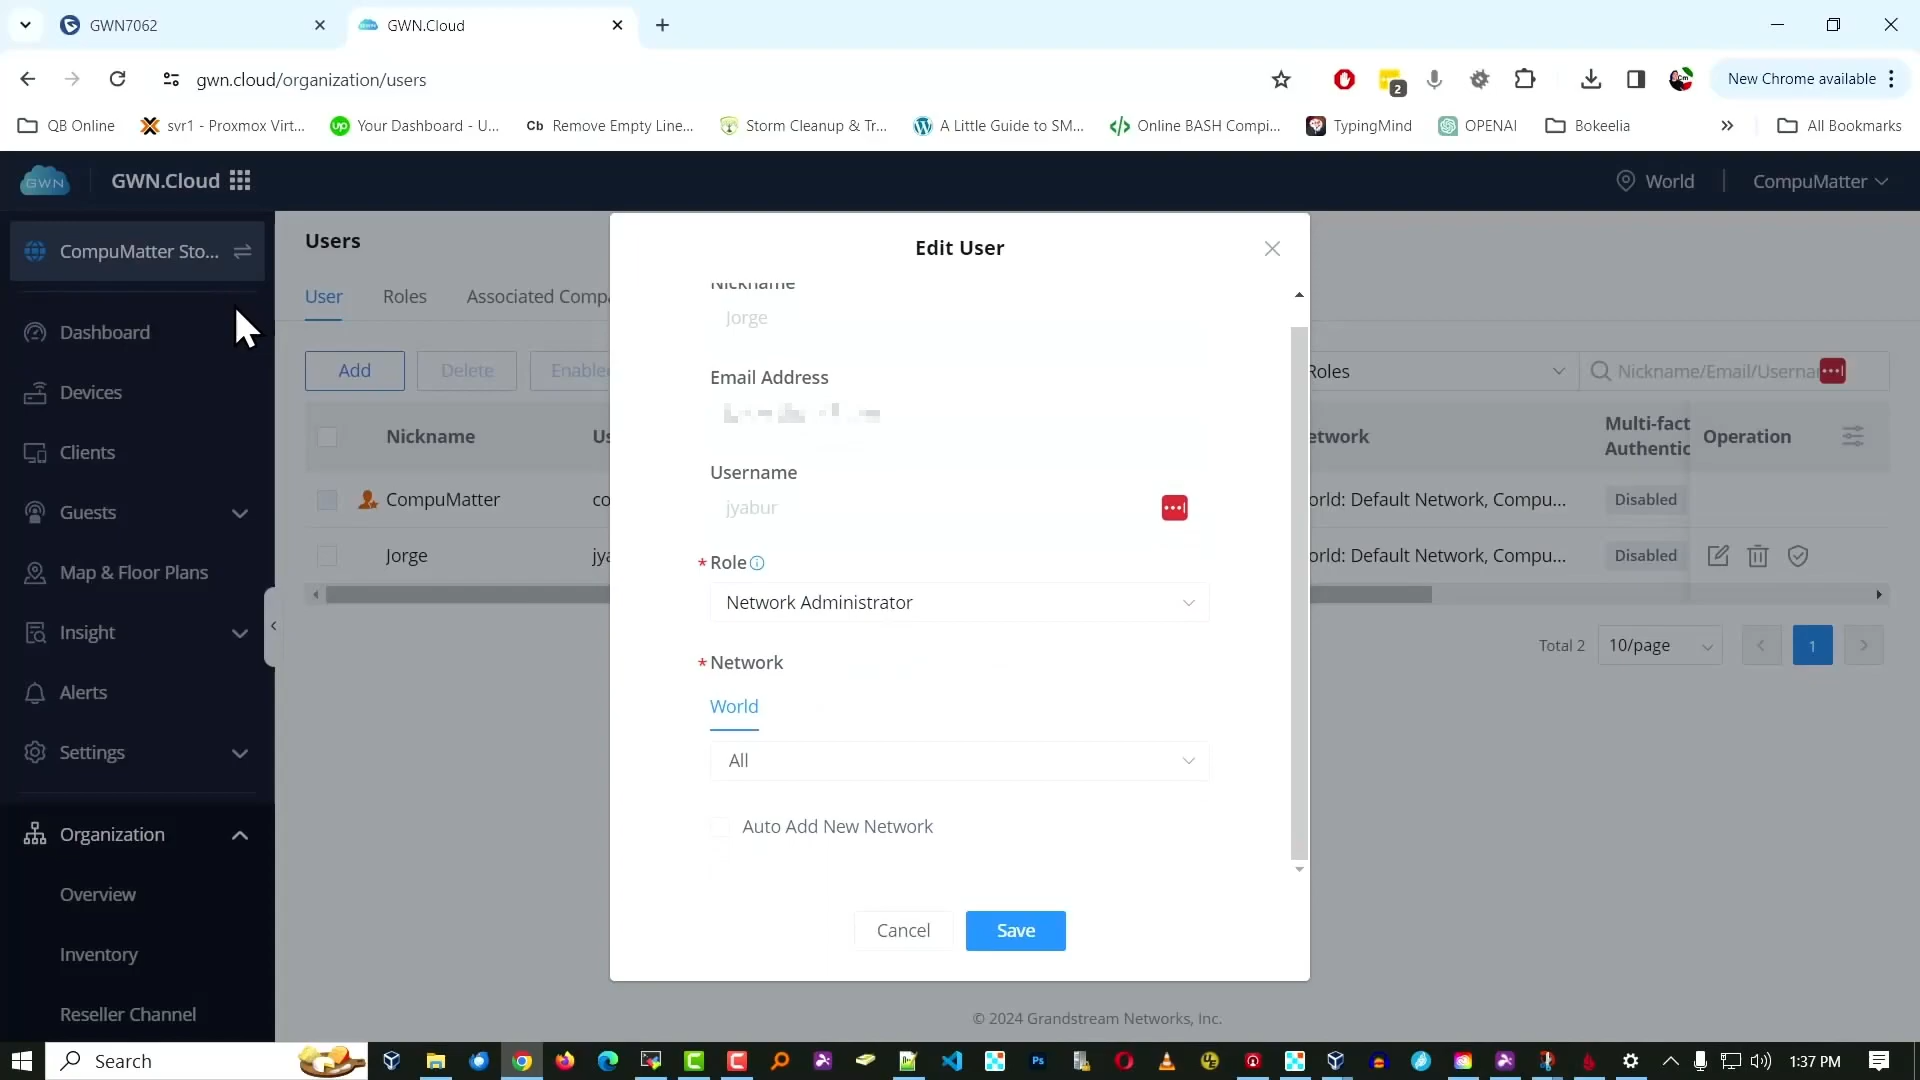 GWN7062
GWN.Cloud
gwn.cloud/organization/users
2
New Chrome available
QB Online
svr1 - Proxmox Virt...
Your Dashboard - U...
Cb
Remove Empty Line...
Storm Cleanup & Tr...
A Little Guide to SM...
Online BASH Compi...
TypingMind
OPENAI
Bokeelia
All Bookmarks
GWN
GWN.Cloud
World
CompuMatter
CompuMatter Sto...
Dashboard
Devices
Clients
Guests
Map & Floor Plans
Insight
Alerts
Settings
Organization
Overview
Inventory
Reseller Channel
Users
User
Roles
Associated Compa
Add
Delete
Enable
Roles
Nickname/Email/Userna
Nickname
Us
etwork
Multi-fact
Authentic
Operation
CompuMatter
co
orld: Default Network, Compu...
Disabled
Jorge
jya
orld: Default Network, Compu...
Disabled
Total 2
10/page
1
Edit User
Nickname
Jorge
Email Address
Username
jyabur
*Role
Network Administrator
*Network
World
All
Auto Add New Network
Cancel
Save
© 2024 Grandstream Networks, Inc.
Search
Ps
1:37 PM